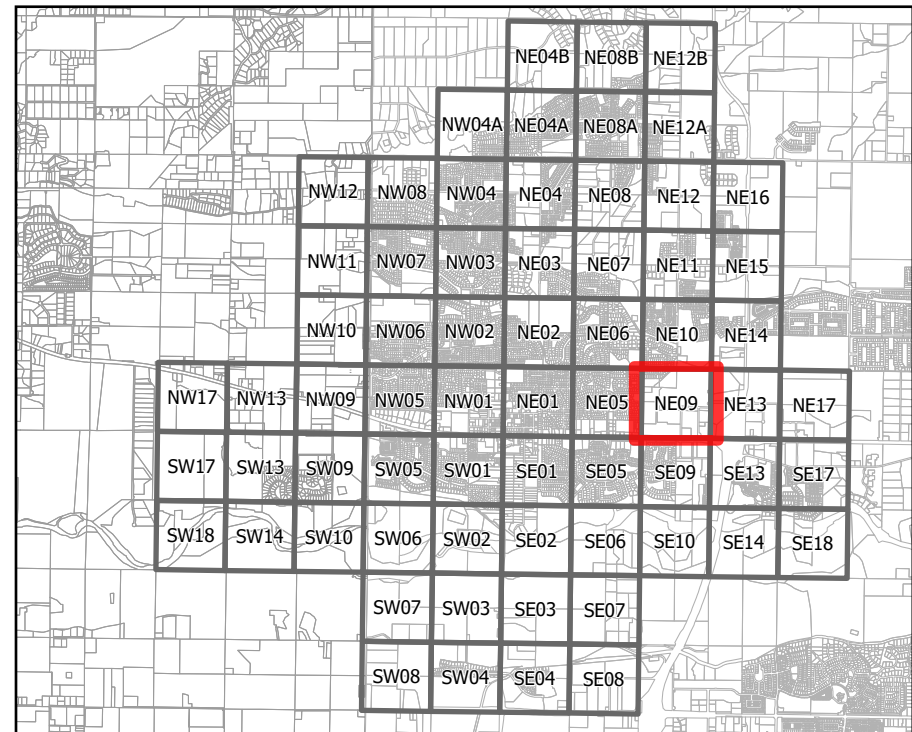 NE04B NE08B NE12B
NW04A NE04A NE08A NE12A
NW12 NW08 NW04 NE04 NE08 NE12 NE16
NW11 NW07 NW03 NE03 NE07 NE11 NE15
NW10 NW06 NW02 NE02 NE06 NE10 NE14
NW17 NW13 NW09 NW05 NW01 NE01 NE05 NE09 NE13 NE17
SW17 SW13 SW09 SW05 SW01 SE01 SE05 SE09 SE13 SE17
SW18 SW14 SW10 SW06 SW02 SE02 SE06 SE10 SE14 SE18
SW07 SW03 SE03 SE07
SW08 SW04 SE04 SE08